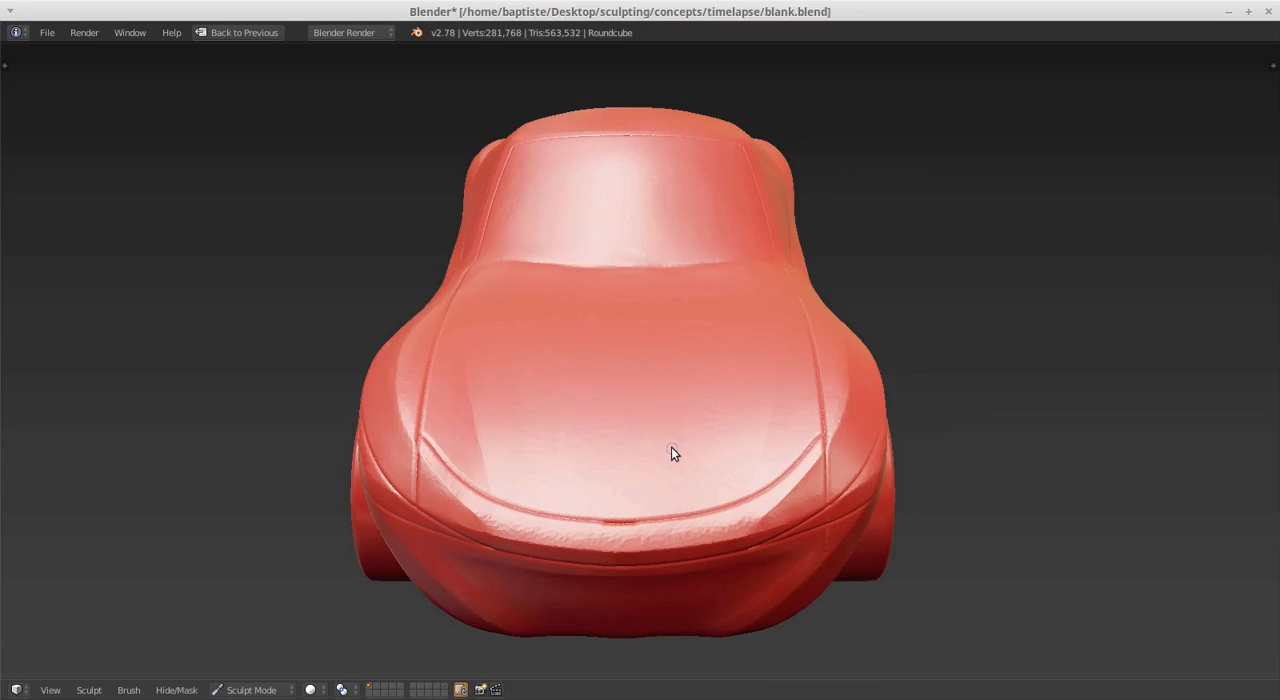 Blender* [/home/baptiste/Desktop/sculpting/concepts/timelapse/blank.blend]
File Render Window Help Back to Previous Blender Render v2.78 | Verts:281,768 | Tris:563,532 | Roundcube
View Sculpt Brush Hide/Mask Sculpt Mode